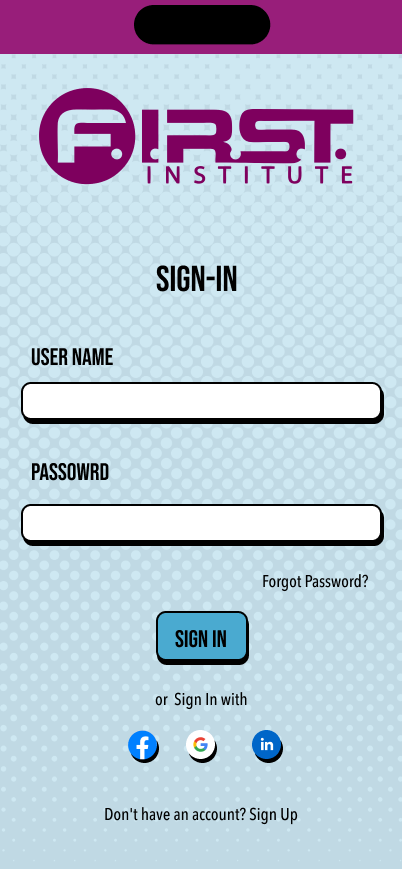 F.I.R.S.T.
INSTITUTE
SIGN-IN
USER NAME
PASSOWRD
Forgot Password?
SIGN IN
or Sign In with
f G in
Don't have an account? Sign Up